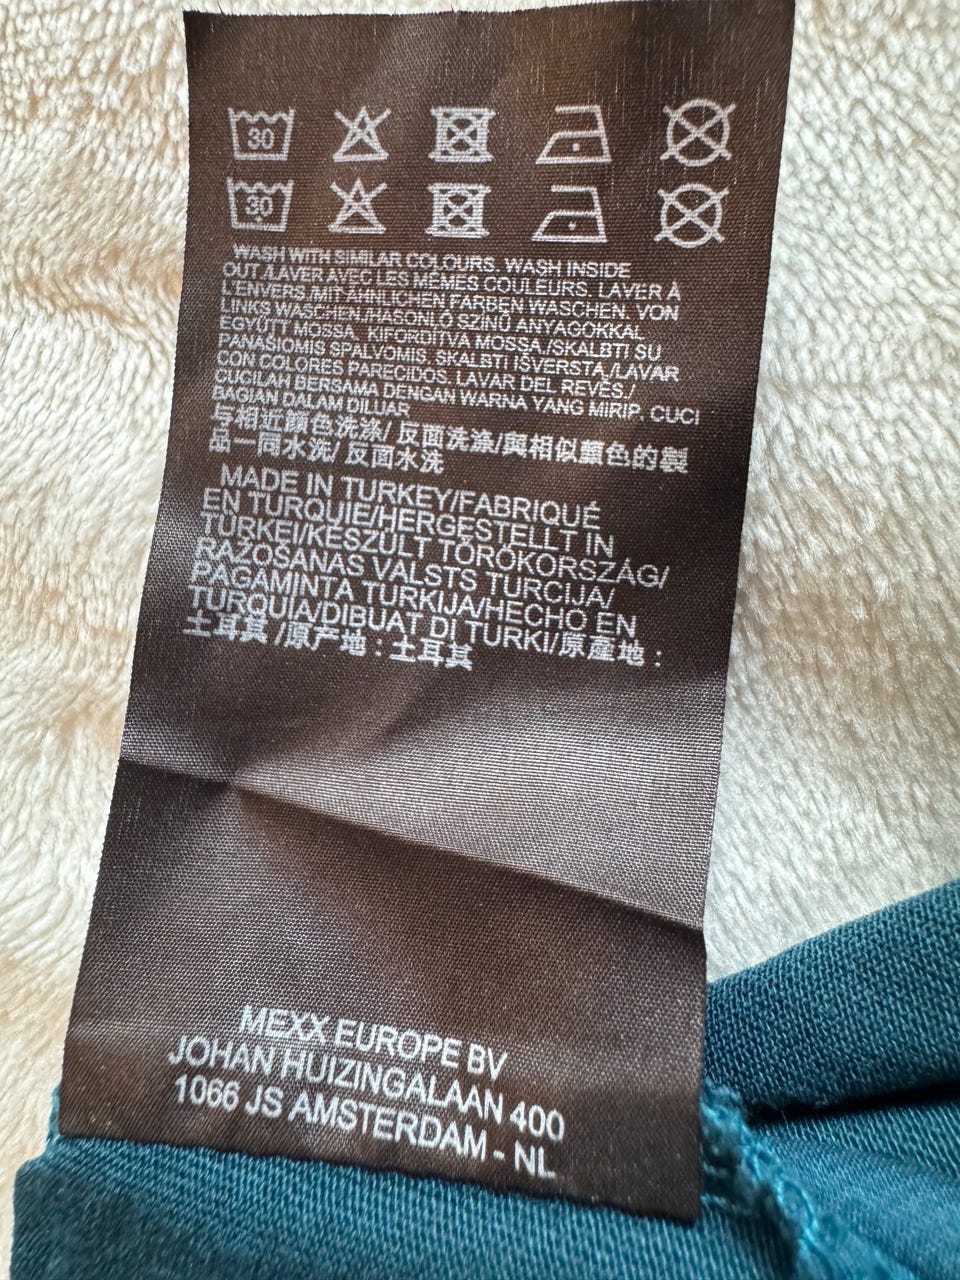 30
30
WASH WITH SIMILAR COLOURS. WASH INSIDE
OUT./LAVER AVEC LES MÊMES COULEURS. LAVER À
L'ENVERS./MIT ÄHNLICHEN FARBEN WASCHEN. VON
LINKS WASCHEN./HASONLÓ SZÍNŰ ANYAGOKKAL
EGYÜTT MOSSA, KIFORDÍTVA MOSSA./SKALBTI SU
PANAŠIOMIS SPALVOMIS. SKALBTI IŠVERSTA./LAVAR
CON COLORES PARECIDOS. LAVAR DEL REVÉS./
CUCILAH BERSAMA DENGAN WARNA YANG MIRIP. CUCI
BAGIAN DALAM DILUAR
与相近顏色洗涤/ 反面洗涤/與相似顏色的製
品一同水洗/ 反面水洗
MADE IN TURKEY/FABRIQUÉ
EN TURQUIE/HERGESTELLT IN
TÜRKEI/KÉSZÜLT TÖRÖKORSZÁG/
RAŽOŠANAS VALSTS TURCIJA/
PAGAMINTA TURKIJA/HECHO EN
TURQUÍA/DIBUAT DI TURKI/原產地：
土耳其 /原产地：土耳其
MEXX EUROPE BV
JOHAN HUIZINGALAAN 400
1066 JS AMSTERDAM - NL